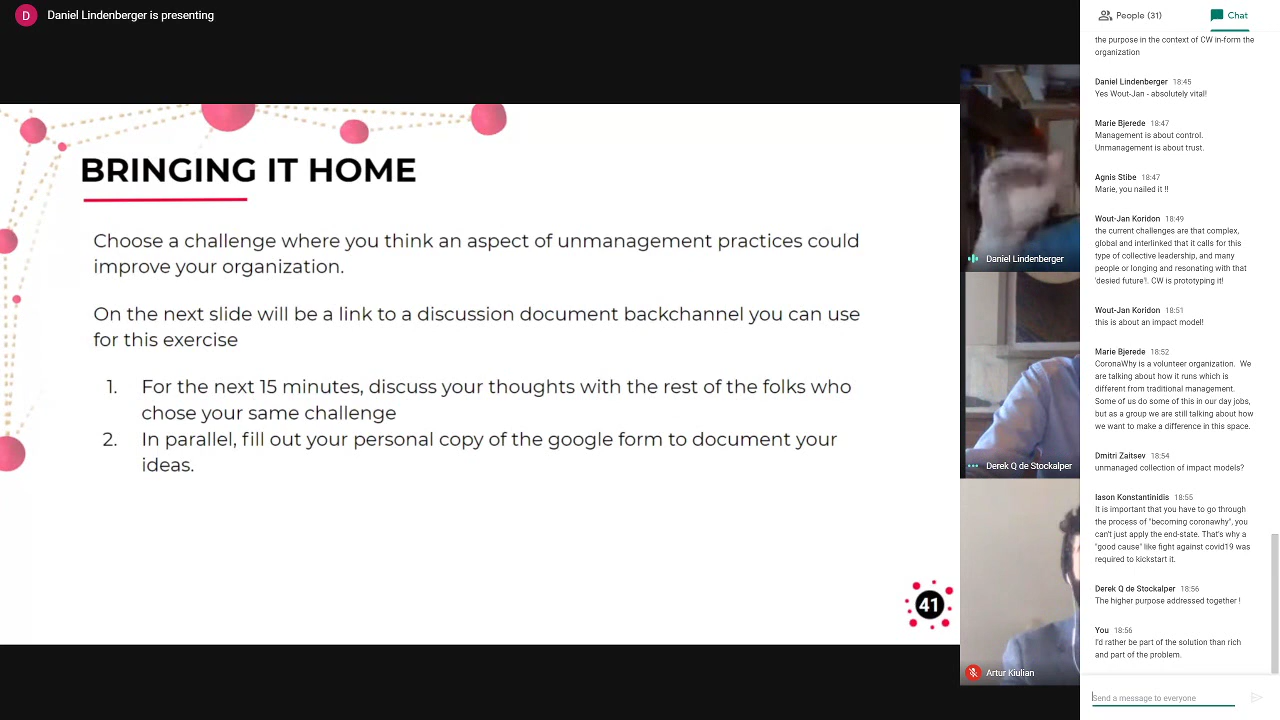 D
Daniel Lindenberger is presenting
BRINGING IT HOME
Choose a challenge where you think an aspect of unmanagement practices could
improve your organization.
On the next slide will be a link to a discussion document backchannel you can use
for this exercise
1. For the next 15 minutes, discuss your thoughts with the rest of the folks who
chose your same challenge
2. In parallel, fill out your personal copy of the google form to document your
ideas.
41
Daniel Lindenberger
Derek Q de Stockalper
Artur Kiulian
People (31)
Chat
the purpose in the context of CW in-form the
organization
Daniel Lindenberger 18:45
Yes Wout-Jan - absolutely vital!
Marie Bjerede 18:47
Management is about control.
Unmanagement is about trust.
Agnis Stibe 18:47
Marie, you nailed it !!
Wout-Jan Koridon 18:49
the current challenges are that complex,
global and interlinked that it calls for this
type of collective leadership, and many
people or longing and resonating with that
'desied future'!. CW is prototyping it!
Wout-Jan Koridon 18:51
this is about an impact model!
Marie Bjerede 18:52
CoronaWhy is a volunteer organization. We
are talking about how it runs which is
different from traditional management.
Some of us do some of this in our day jobs,
but as a group we are still talking about how
we want to make a difference in this space.
Dmitri Zaitsev 18:54
unmanaged collection of impact models?
Iason Konstantinidis 18:55
It is important that you have to go through
the process of "becoming coronawhy", you
can't just apply the end-state. That's why a
"good cause" like fight against covid19 was
required to kickstart it.
Derek Q de Stockalper 18:56
The higher purpose addressed together !
You 18:56
I'd rather be part of the solution than rich
and part of the problem.
Send a message to everyone